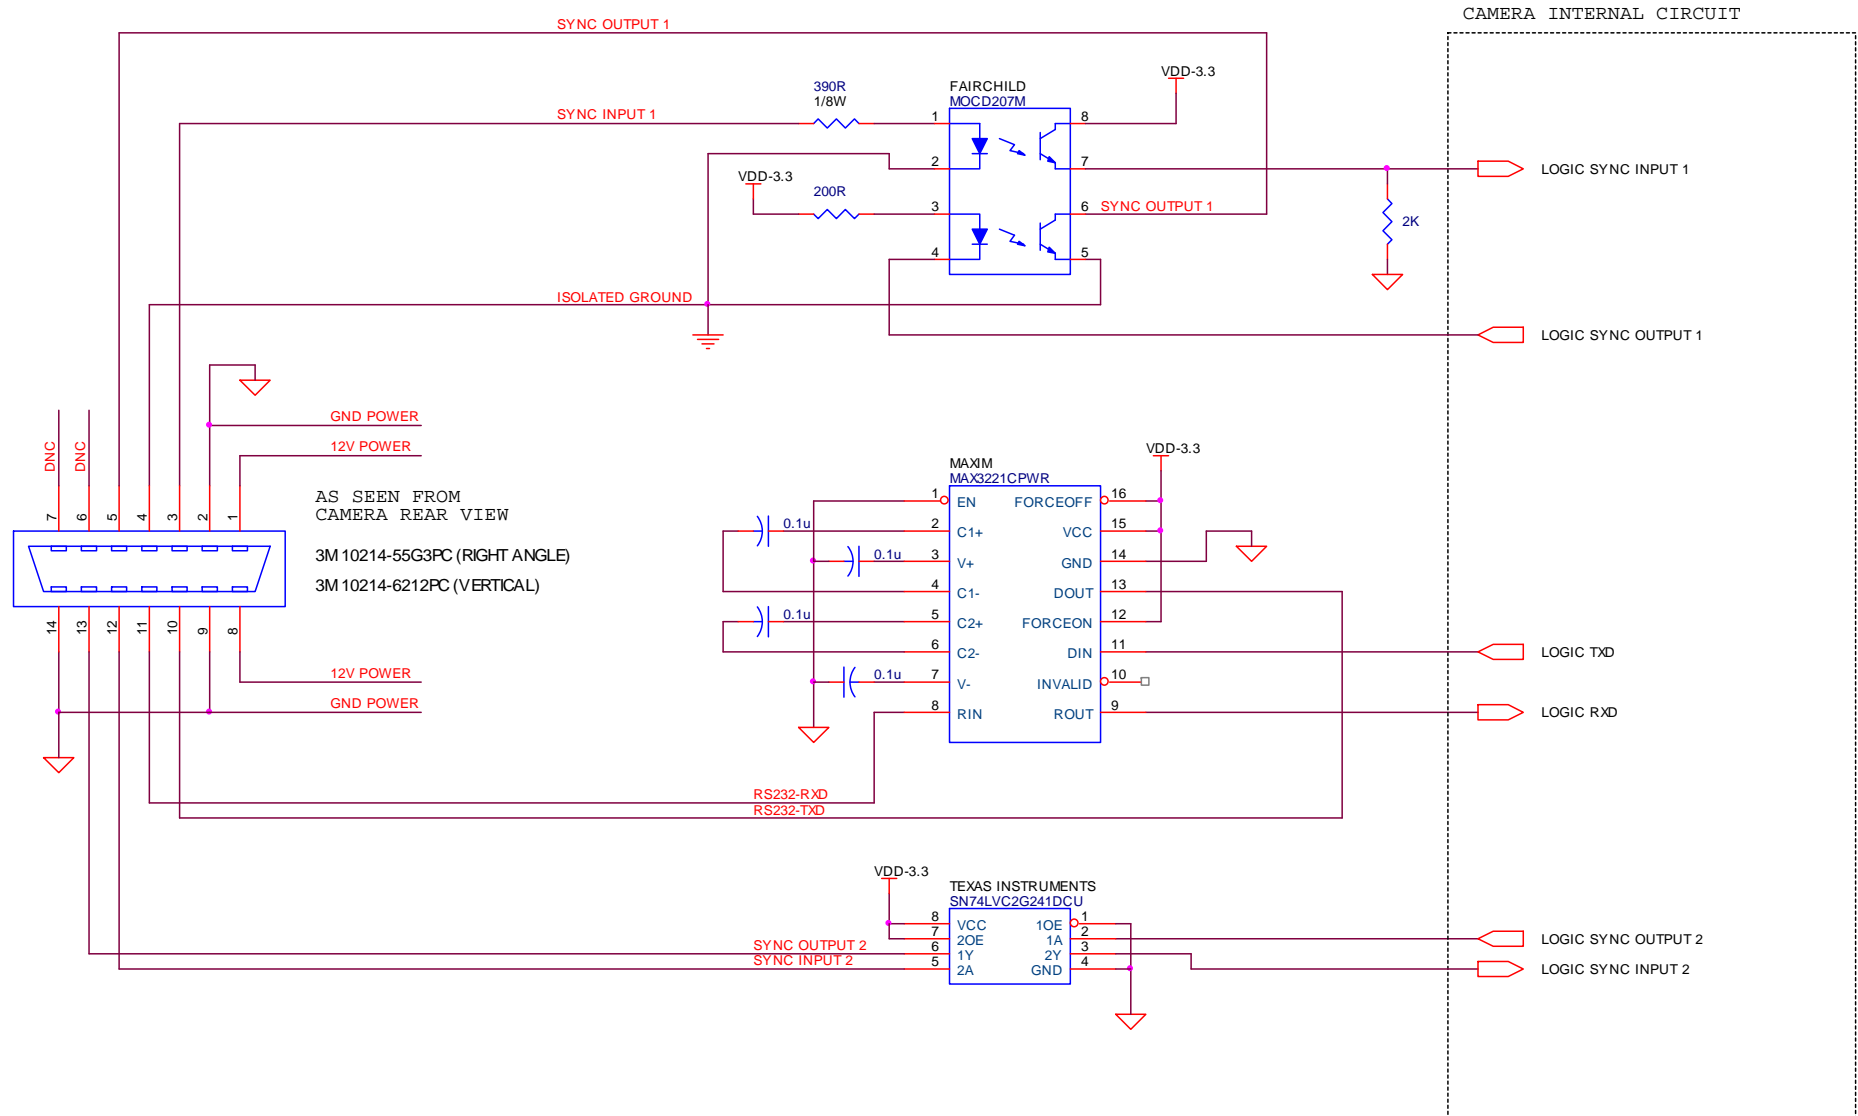 CAMERA INTERNAL CIRCUIT
SYNC OUTPUT 1
VDD-3.3
390R
1/8W
FAIRCHILD
MOCD207M
SYNC INPUT 1
1
8
2
7
LOGIC SYNC INPUT 1
VDD-3.3
200R
3
6
SYNC OUTPUT 1
2K
4
5
ISOLATED GROUND
LOGIC SYNC OUTPUT 1
GND POWER
12V POWER
DNC
DNC
7
6
5
4
3
2
1
AS SEEN FROM
CAMERA REAR VIEW
3M 10214-55G3PC (RIGHT ANGLE)
3M 10214-6212PC (VERTICAL)
14
13
12
11
10
9
8
12V POWER
GND POWER
VDD-3.3
MAXIM
MAX3221CPWR
1
EN
FORCEOFF
16
0.1u
2
C1+
VCC
15
0.1u
3
V+
GND
14
4
C1-
DOUT
13
0.1u
5
C2+
FORCEON
12
6
C2-
DIN
11
LOGIC TXD
0.1u
7
V-
INVALID
10
8
RIN
ROUT
9
LOGIC RXD
RS232-RXD
RS232-TXD
VDD-3.3
TEXAS INSTRUMENTS
SN74LVC2G241DCU
8
VCC
1OE
1
7
2OE
1A
2
LOGIC SYNC OUTPUT 2
SYNC OUTPUT 2
6
1Y
2Y
3
SYNC INPUT 2
5
2A
GND
4
LOGIC SYNC INPUT 2